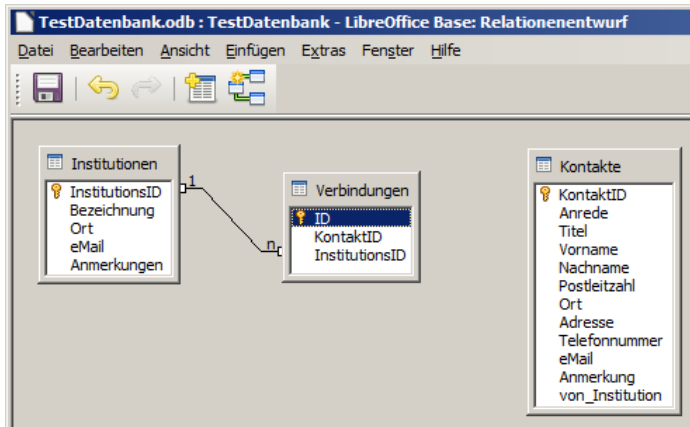 TestDatenbank.odb : TestDatenbank - LibreOffice Base: Relationenentwurf
Datei Bearbeiten Ansicht Einfügen Extras Fenster Hilfe
Institutionen
InstitutionsID
Bezeichnung
Ort
eMail
Anmerkungen
1
n
Verbindungen
ID
KontaktID
InstitutionsID
Kontakte
KontaktID
Anrede
Titel
Vorname
Nachname
Postleitzahl
Ort
Adresse
Telefonnummer
eMail
Anmerkung
von_Institution